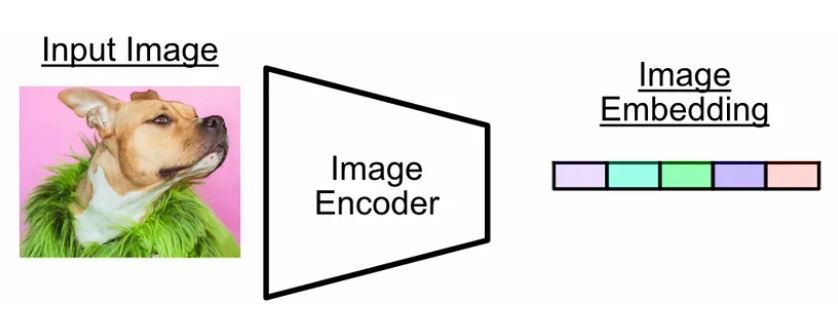 Input Image
Image
Encoder
Image
Embedding